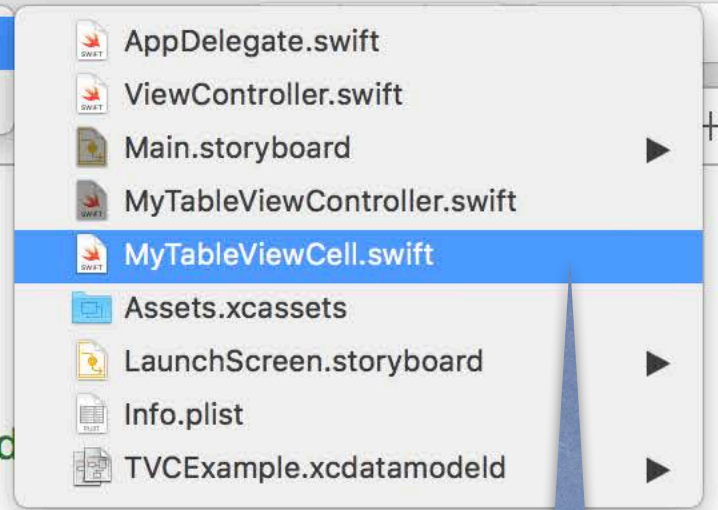 AppDelegate.swift
ViewController.swift
Main.storyboard
MyTableViewController.swift
MyTableViewCell.swift
Assets.xcassets
LaunchScreen.storyboard
Info.plist
d
TVCExample.xcdatamodeld